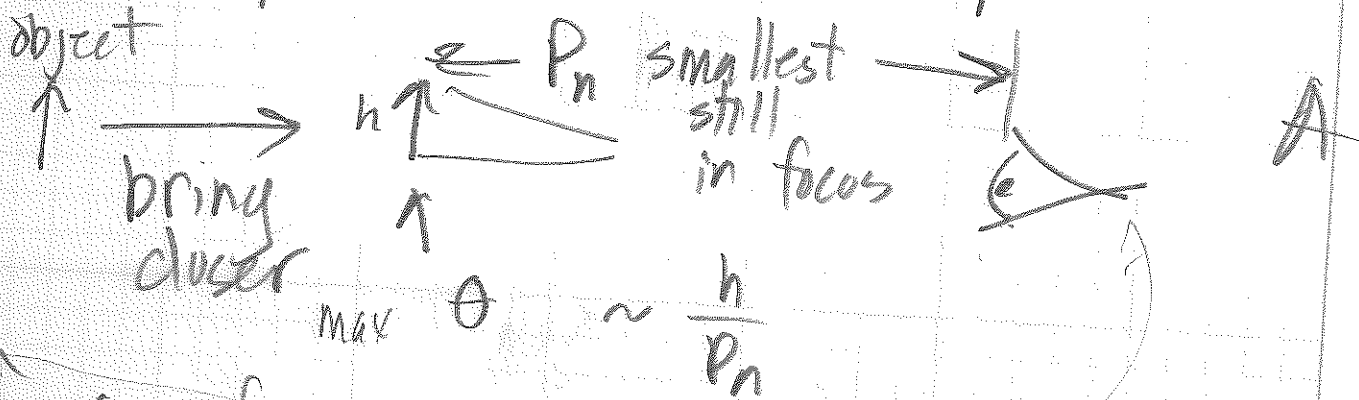 object
h ← Pn smallest →
still
in focus
bring
closer
max θ ~ h/Pn